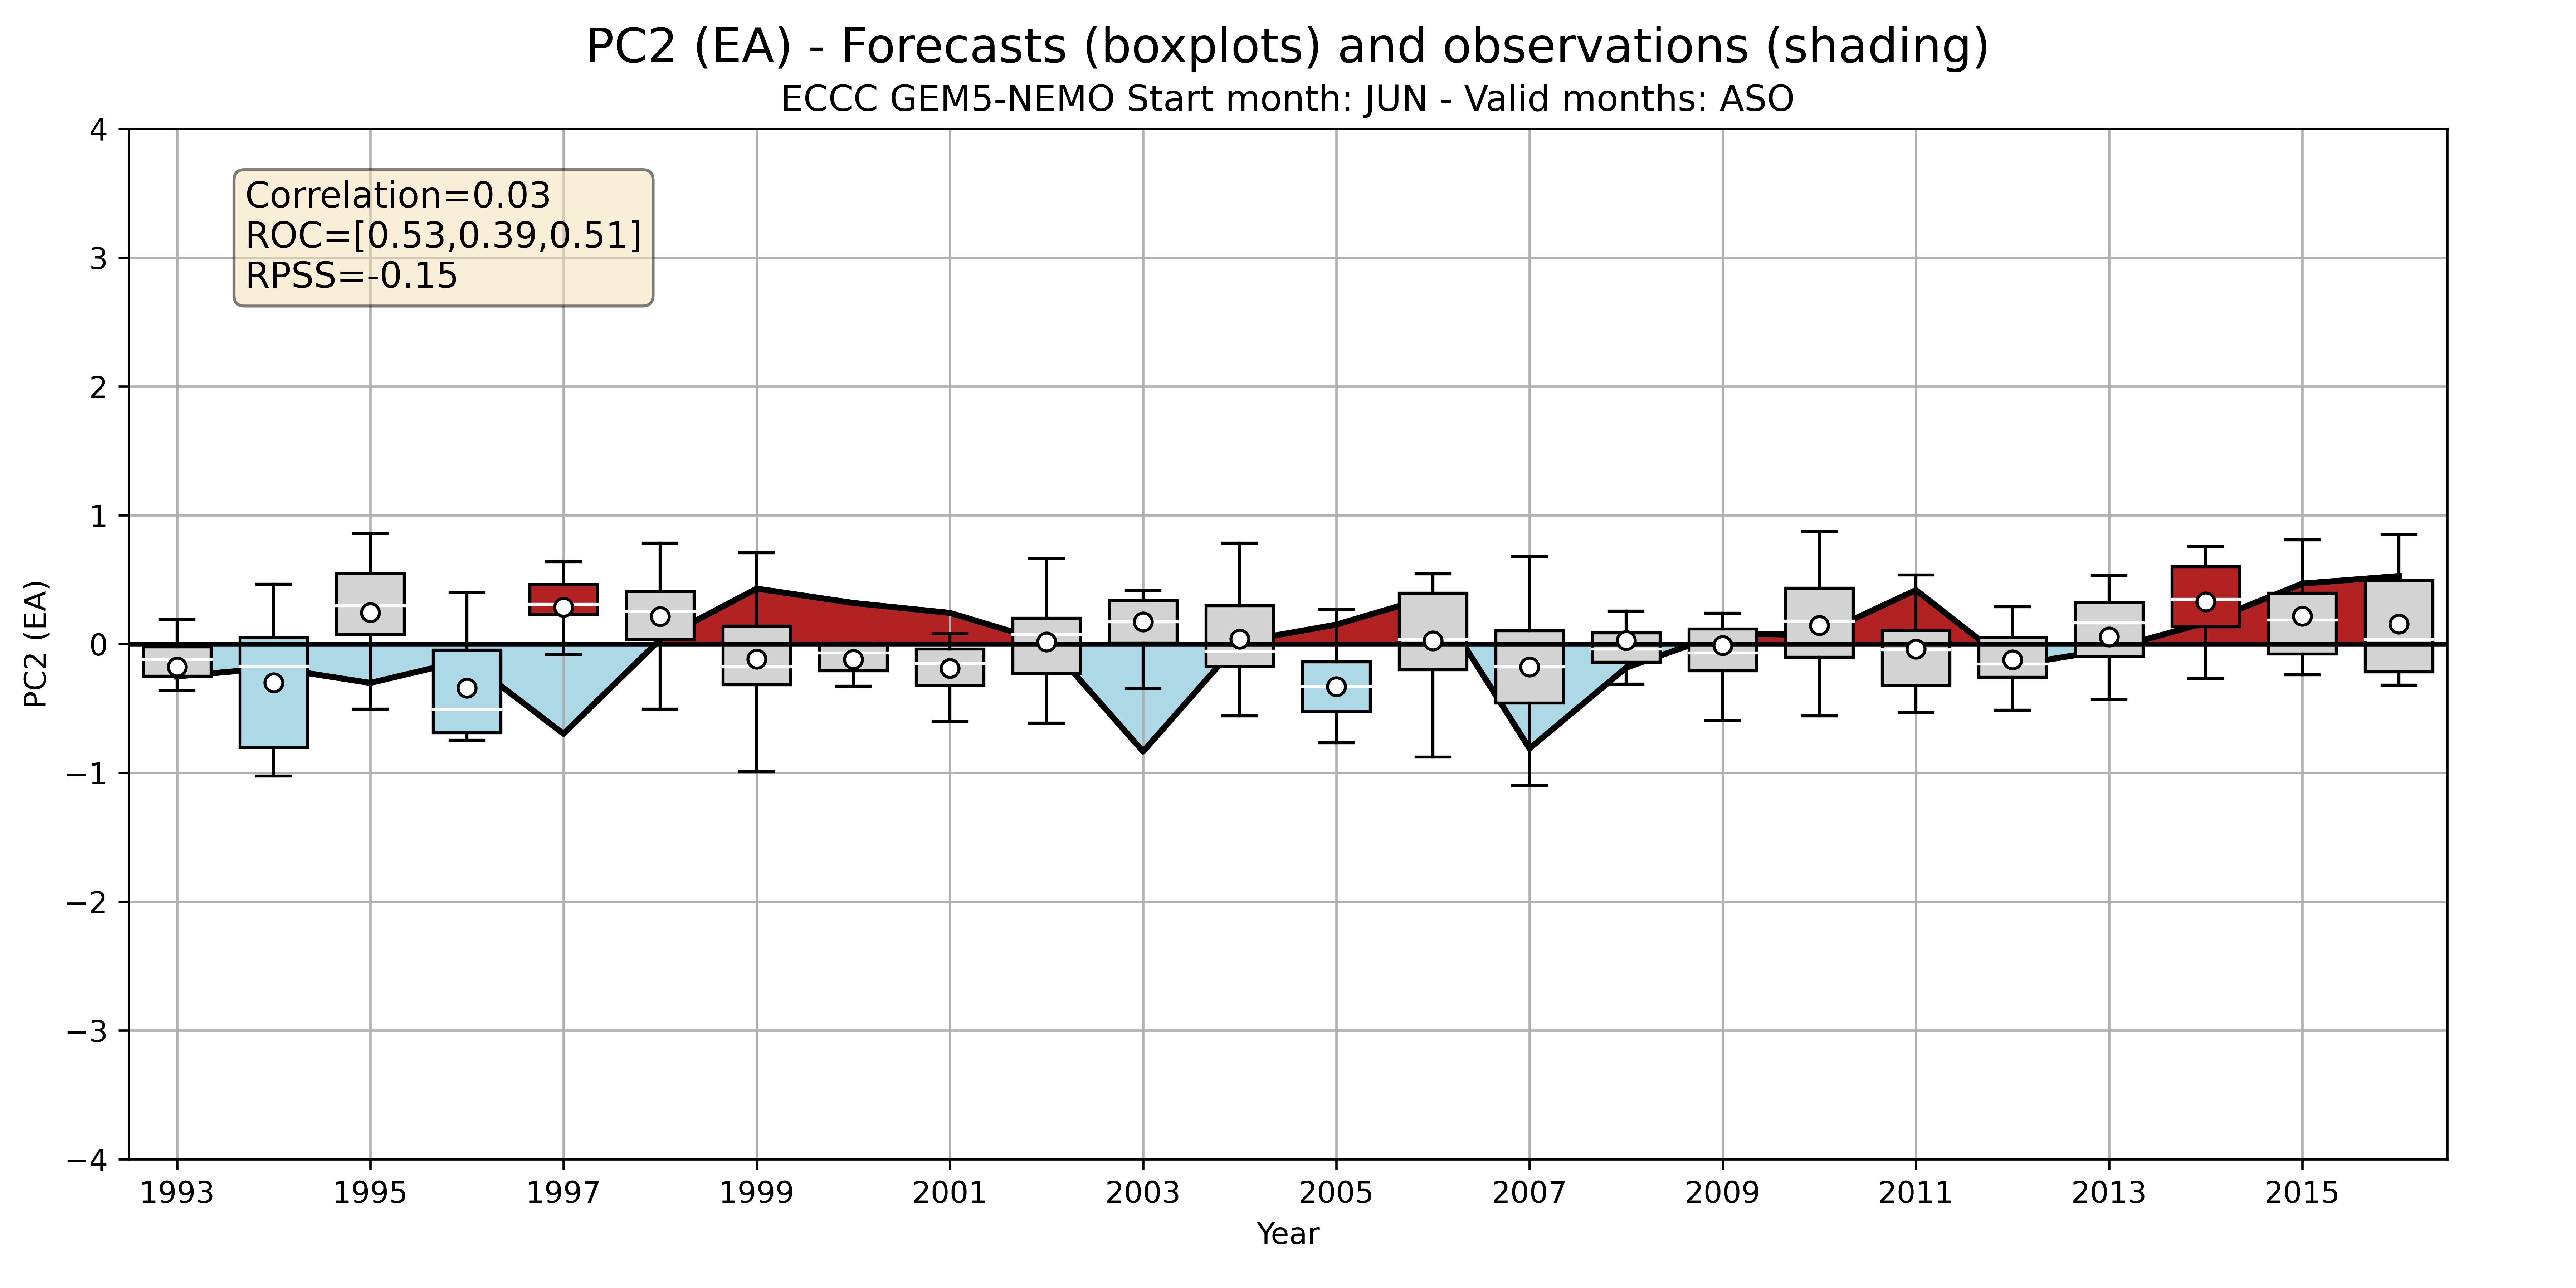 PC2 (EA) - Forecasts (boxplots) and observations (shading)
ECCC GEM5-NEMO Start month: JUN - Valid months: ASO
Correlation=0.03
ROC=[0.53,0.39,0.51]
RPSS=-0.15
PC2 (EA)
4
3
2
1
0
−1
−2
−3
−4
1993 1995 1997 1999 2001 2003 2005 2007 2009 2011 2013 2015
Year